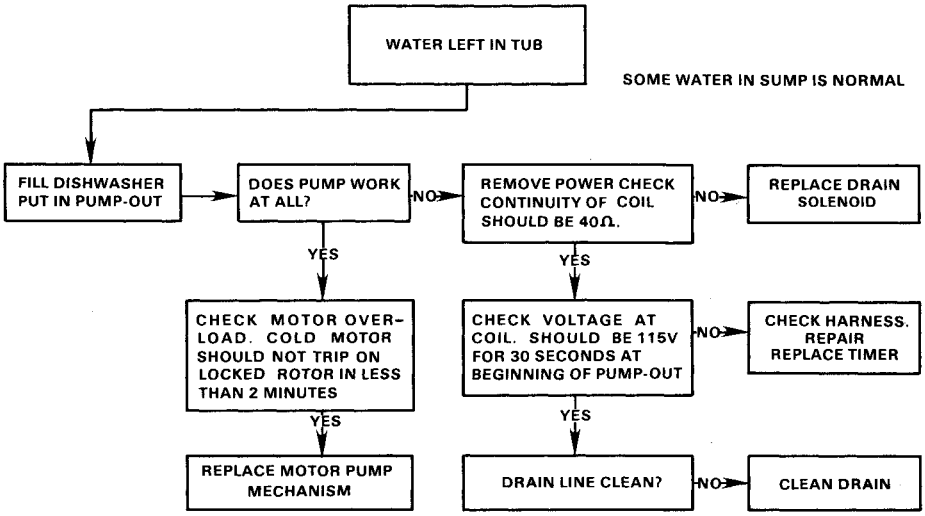 WATER LEFT IN TUB
SOME WATER IN SUMP IS NORMAL
FILL DISHWASHER
PUT IN PUMP-OUT
DOES PUMP WORK
AT ALL?
NO
REMOVE POWER CHECK
CONTINUITY OF COIL
SHOULD BE 40Ω.
NO
REPLACE DRAIN
SOLENOID
YES
YES
CHECK MOTOR OVER-
LOAD. COLD MOTOR
SHOULD NOT TRIP ON
LOCKED ROTOR IN LESS
THAN 2 MINUTES
CHECK VOLTAGE AT
COIL. SHOULD BE 115V
FOR 30 SECONDS AT
BEGINNING OF PUMP-OUT
NO
CHECK HARNESS.
REPAIR
REPLACE TIMER
YES
YES
REPLACE MOTOR PUMP
MECHANISM
DRAIN LINE CLEAN?
NO
CLEAN DRAIN